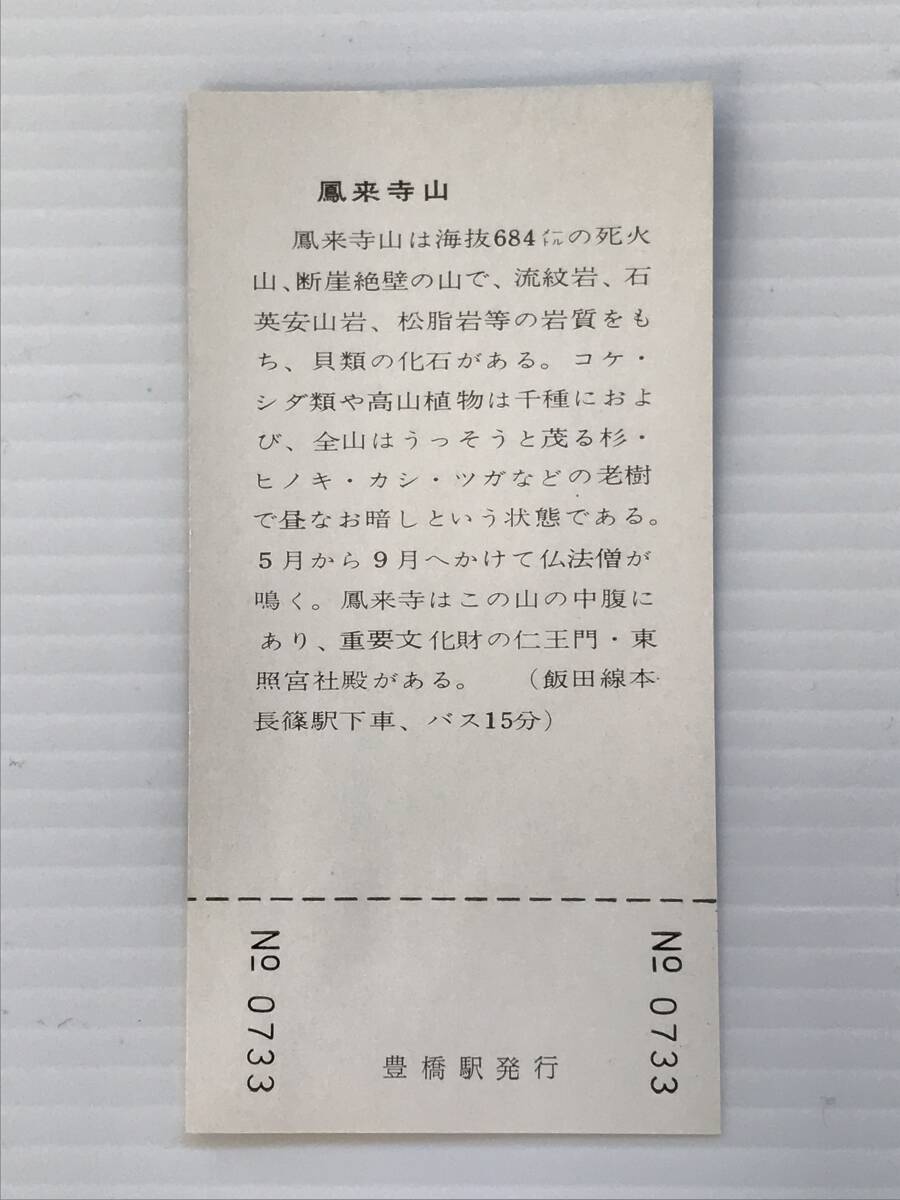 鳳来寺山
鳳来寺山は海抜684㍍の死火
山、断崖絶壁の山で、流紋岩、石
英安山岩、松脂岩等の岩質をも
ち、貝類の化石がある。コケ・
シダ類や高山植物は千種におよ
び、全山はうっそうと茂る杉・
ヒノキ・カシ・ツガなどの老樹
で昼なお暗しという状態である。
5月から9月へかけて仏法僧が
鳴く。鳳来寺はこの山の中腹に
あり、重要文化財の仁王門・東
照宮社殿がある。　（飯田線本
長篠駅下車、バス15分）
№ 0733
№ 0733
豊橋駅発行